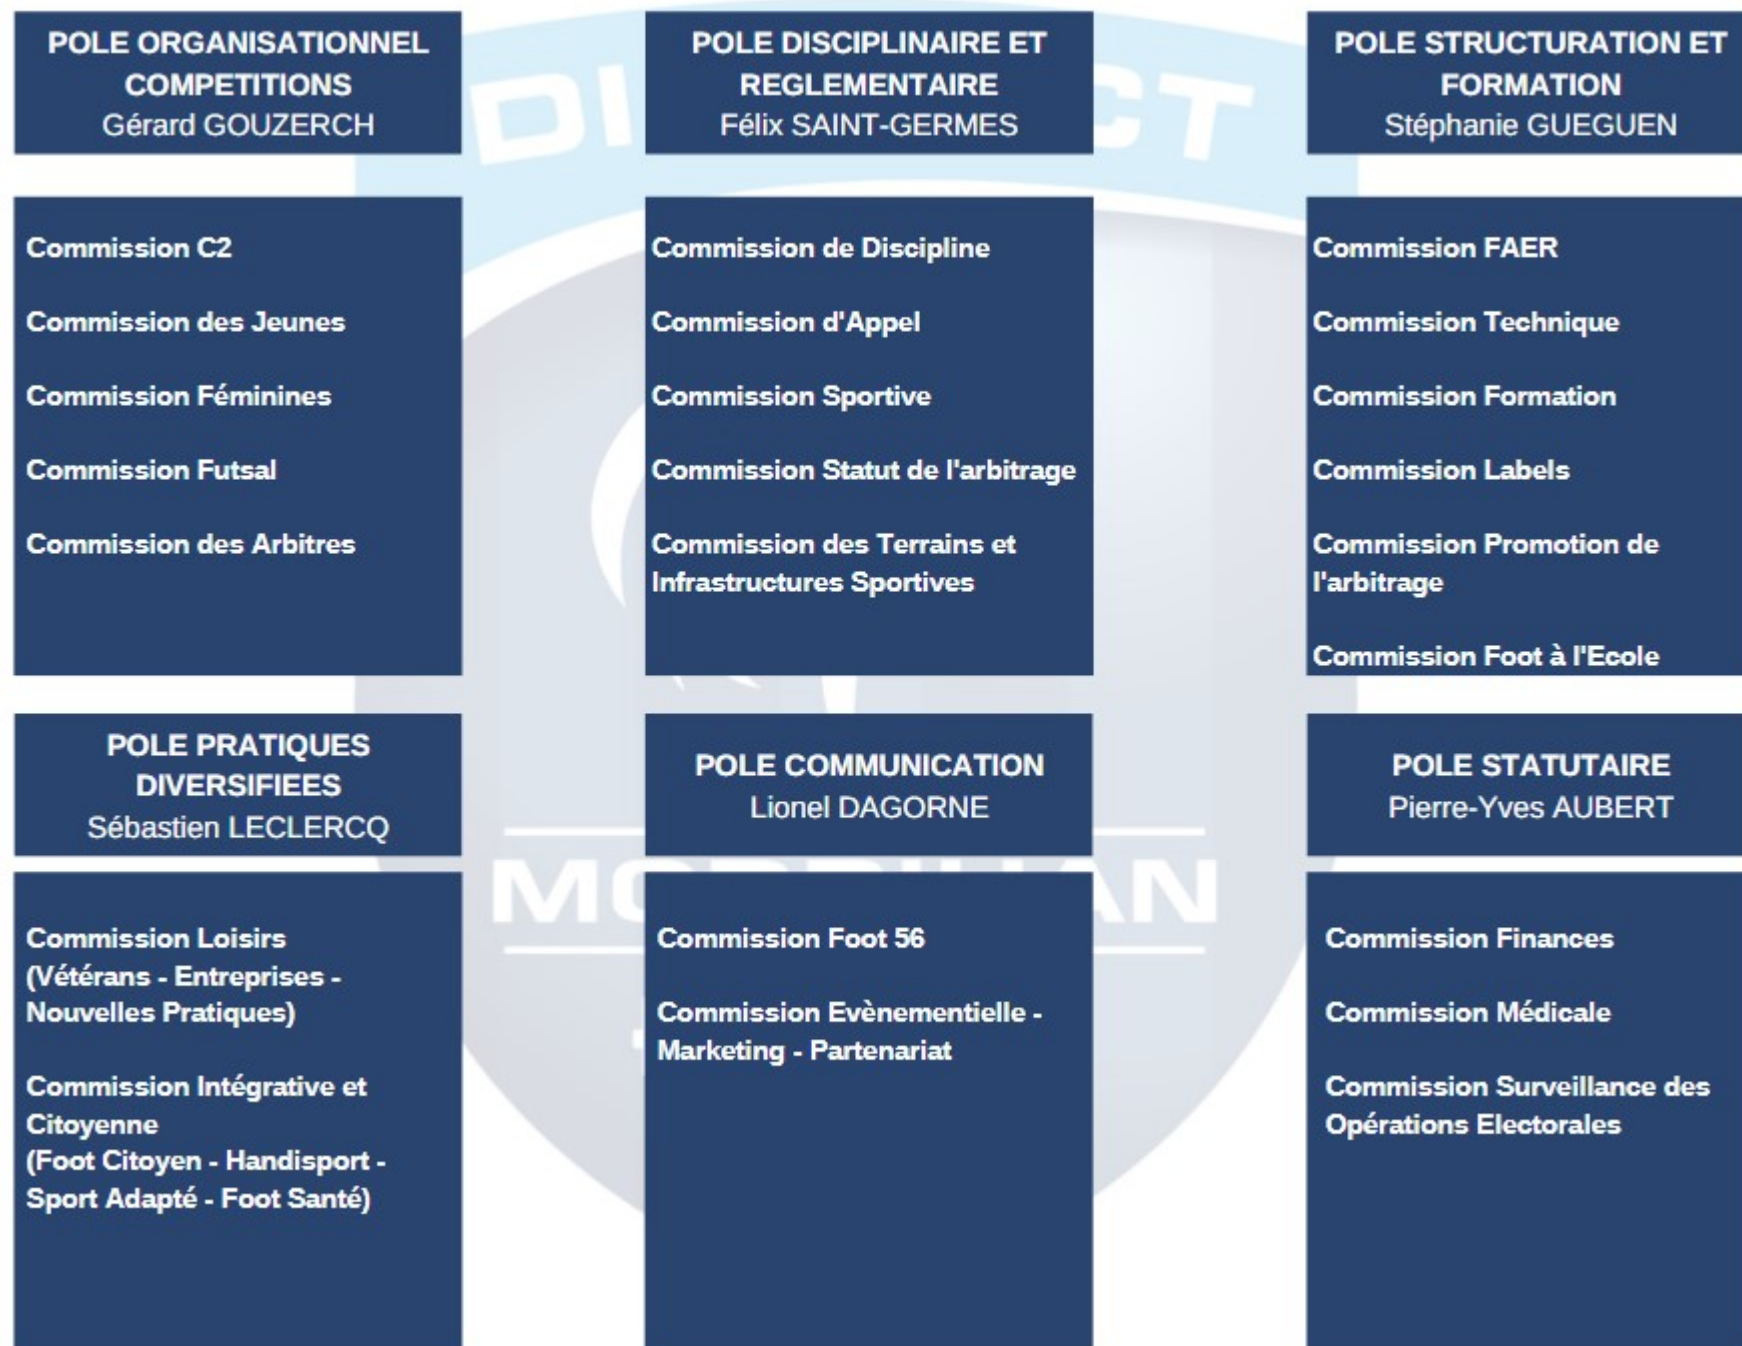 POLE ORGANISATIONNEL
COMPETITIONS
Gérard GOUZERCH
Commission C2
Commission des Jeunes
Commission Féminines
Commission Futsal
Commission des Arbitres
POLE DISCIPLINAIRE ET
REGLEMENTAIRE
Félix SAINT-GERMES
Commission de Discipline
Commission d'Appel
Commission Sportive
Commission Statut de l'arbitrage
Commission des Terrains et
Infrastructures Sportives
POLE STRUCTURATION ET
FORMATION
Stéphanie GUEGUEN
Commission FAER
Commission Technique
Commission Formation
Commission Labels
Commission Promotion de
l'arbitrage
Commission Foot à l'Ecole
POLE PRATIQUES
DIVERSIFIEES
Sébastien LECLERCQ
Commission Loisirs
(Vétérans - Entreprises -
Nouvelles Pratiques)
Commission Intégrative et
Citoyenne
(Foot Citoyen - Handisport -
Sport Adapté - Foot Santé)
POLE COMMUNICATION
Lionel DAGORNE
Commission Foot 56
Commission Evènementielle -
Marketing - Partenariat
POLE STATUTAIRE
Pierre-Yves AUBERT
Commission Finances
Commission Médicale
Commission Surveillance des
Opérations Electorales